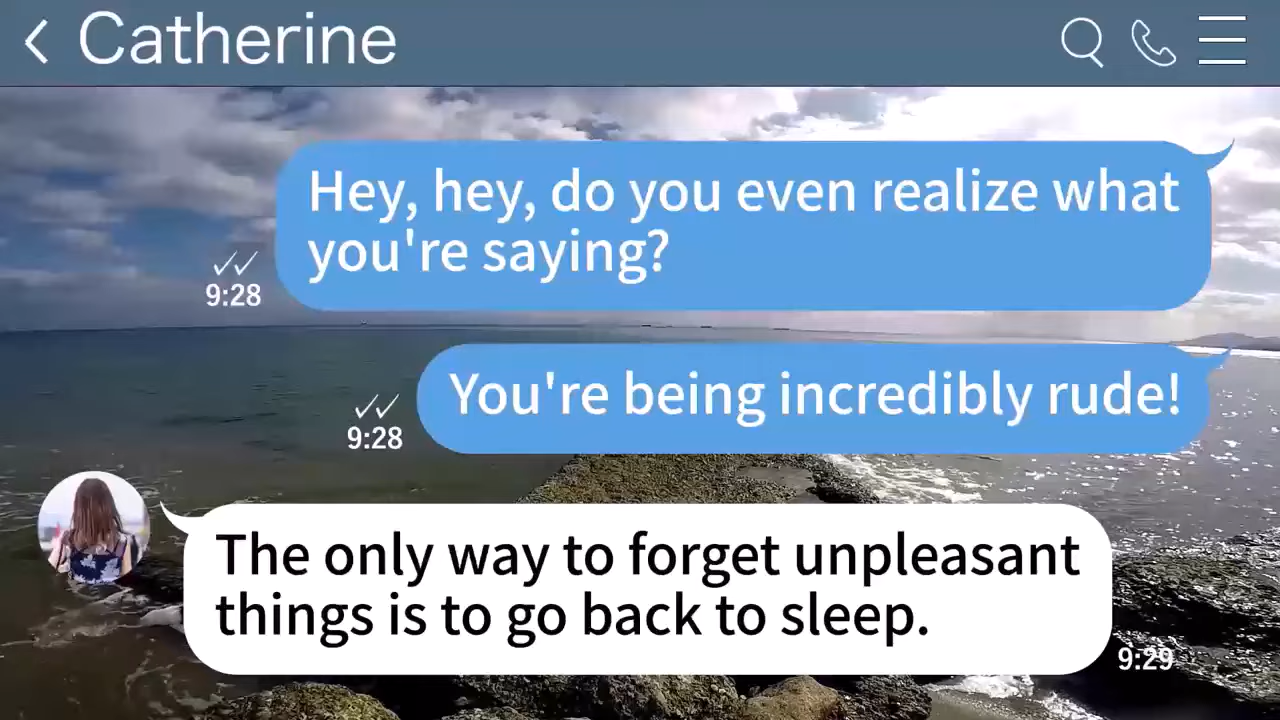 Catherine
Hey, hey, do you even realize what
you're saying?
9:28
You're being incredibly rude!
9:28
The only way to forget unpleasant
things is to go back to sleep.
9:29